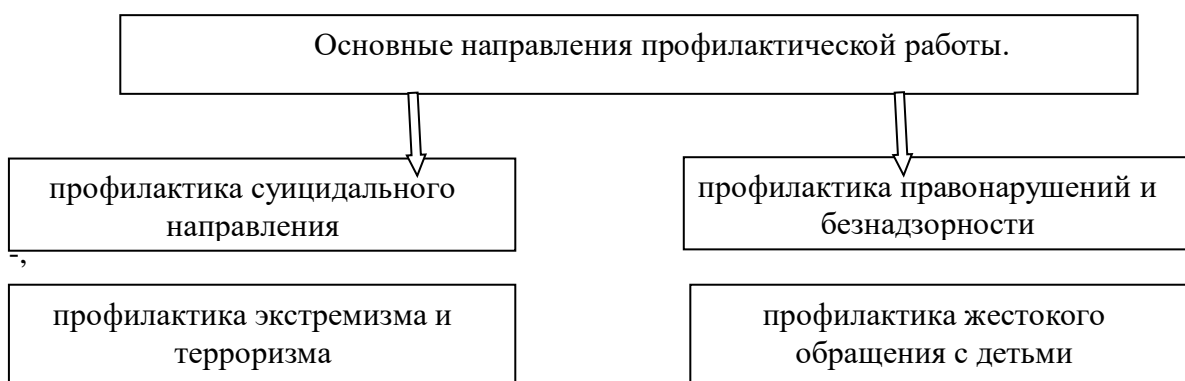 Основные направления профилактической работы.
профилактика суицидального
направления
профилактика правонарушений и
безнадзорности
-,
профилактика экстремизма и
терроризма
профилактика жестокого
обращения с детьми